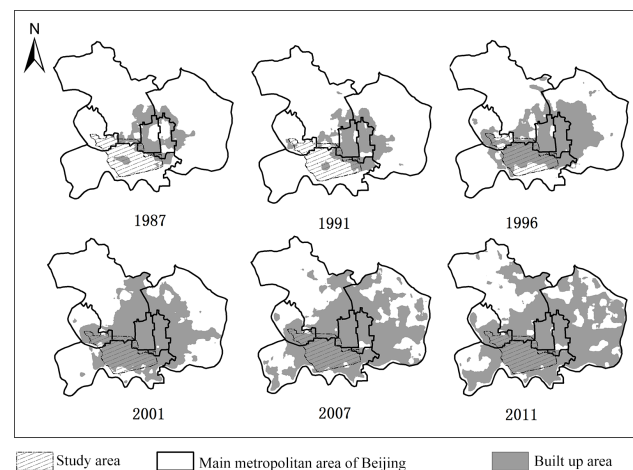 N
1987
1991
1996
2001
2007
2011
Study area
Main metropolitan area of Beijing
Built up area